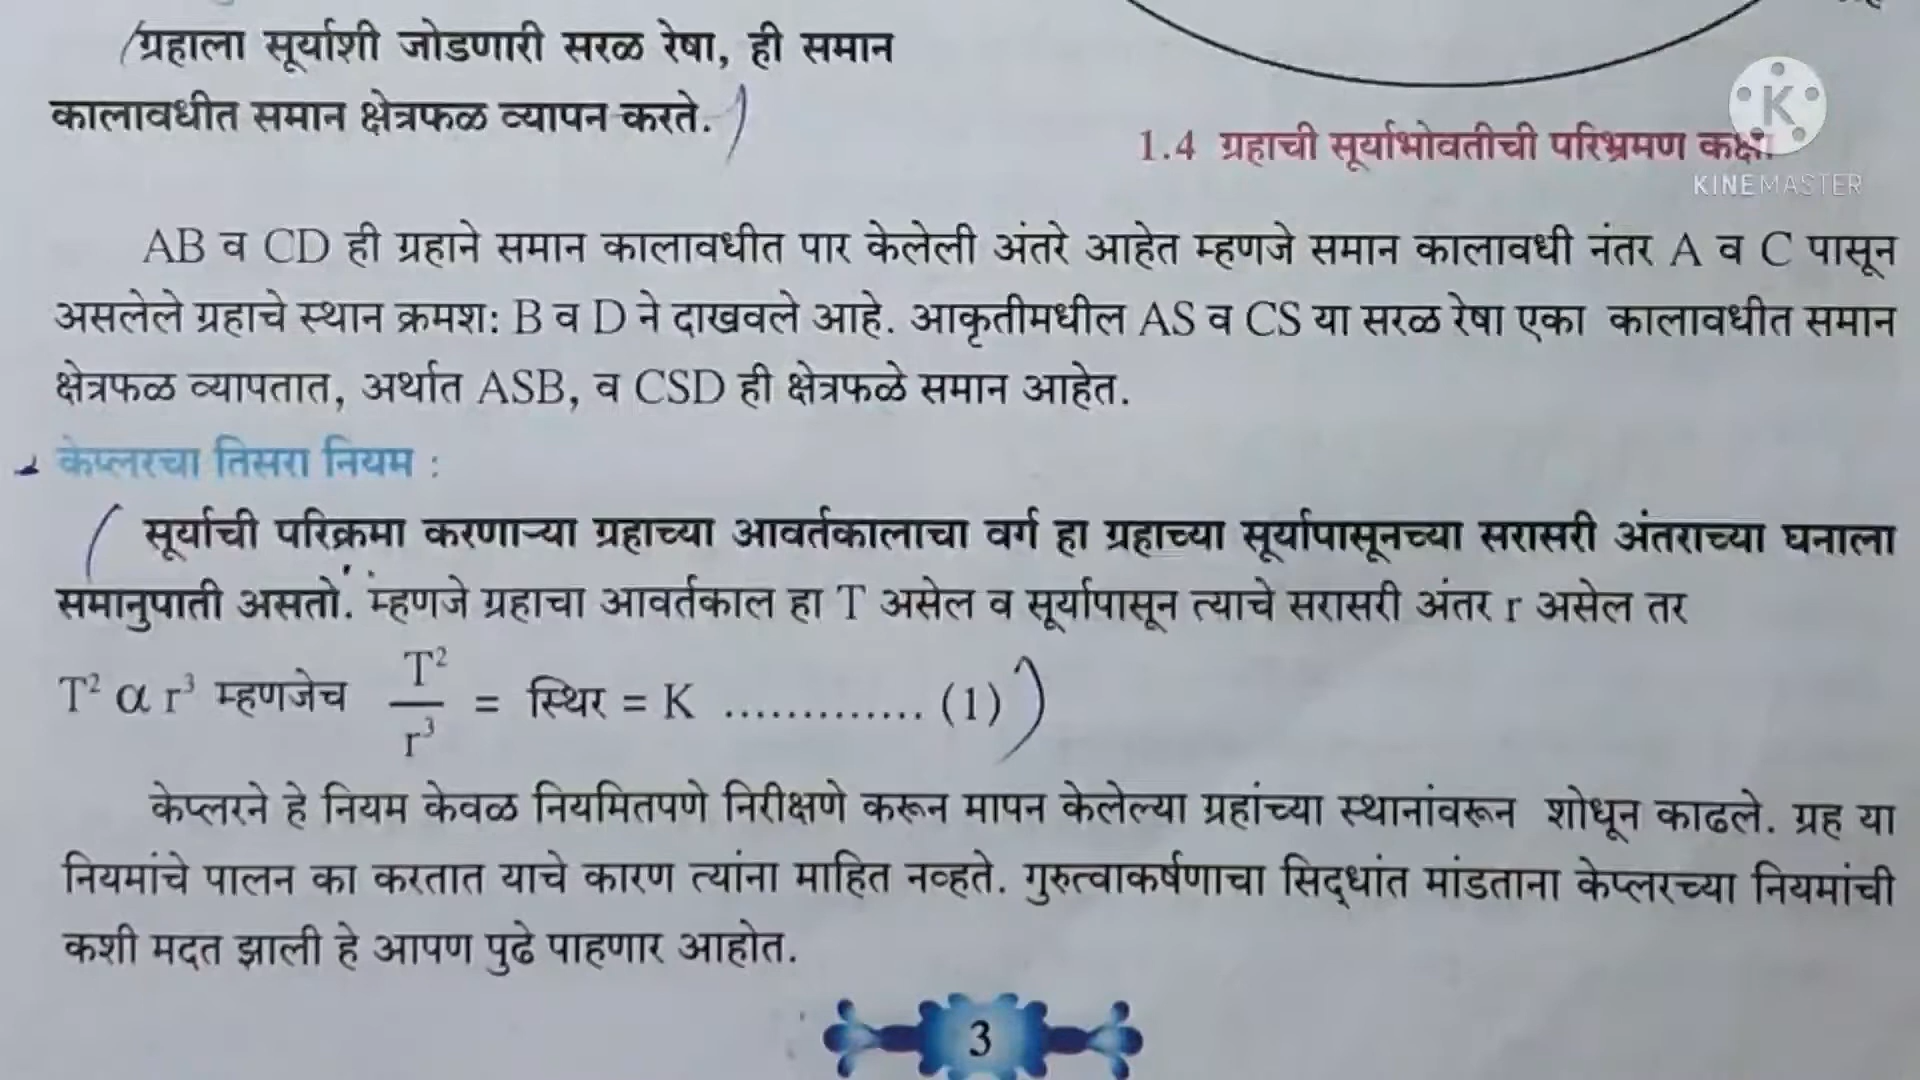 ग्रहाला सूर्याशी जोडणारी सरळ रेषा, ही समान
कालावधीत समान क्षेत्रफळ व्यापन करते.
1.4 ग्रहाची सूर्याभोवतीची परिभ्रमण कक्षा
K
KINEMASTER
AB व CD ही ग्रहाने समान कालावधीत पार केलेली अंतरे आहेत म्हणजे समान कालावधी नंतर A व C पासून
असलेले ग्रहाचे स्थान क्रमश: B व D ने दाखवले आहे. आकृतीमधील AS व CS या सरळ रेषा एका कालावधीत समान
क्षेत्रफळ व्यापतात, अर्थात ASB, व CSD ही क्षेत्रफळे समान आहेत.
केप्लरचा तिसरा नियम :
सूर्याची परिक्रमा करणाऱ्या ग्रहाच्या आवर्तकालाचा वर्ग हा ग्रहाच्या सूर्यापासूनच्या सरासरी अंतराच्या घनाला
समानुपाती असतो. म्हणजे ग्रहाचा आवर्तकाल हा T असेल व सूर्यापासून त्याचे सरासरी अंतर r असेल तर
T² α r³ म्हणजेच T²/r³ = स्थिर = K ............. (1)
केप्लरने हे नियम केवळ नियमितपणे निरीक्षणे करून मापन केलेल्या ग्रहांच्या स्थानांवरून शोधून काढले. ग्रह या
नियमांचे पालन का करतात याचे कारण त्यांना माहित नव्हते. गुरुत्वाकर्षणाचा सिद्धांत मांडताना केप्लरच्या नियमांची
कशी मदत झाली हे आपण पुढे पाहणार आहोत.
3